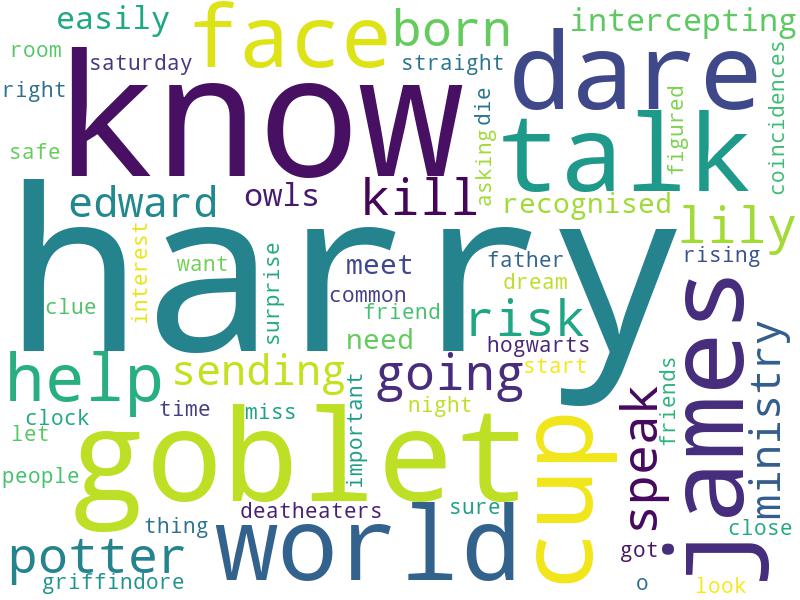 easily
face
born
intercepting
room
know
saturday
straight
dare
right
die
talk
figured
coincidences
safe
asking
edward
owls
kill
recognised
lily
harry
interest
want
surprise
meet
father
rising
clue
common
dream
friend
risk
james
need
hogwarts
ministry
help
sending
going
start
clock
time
miss
important
night
cup
speak
friends
let
goblet
people
deatheaters
sure
thing
world
close
potter
got
griffindore
o
look